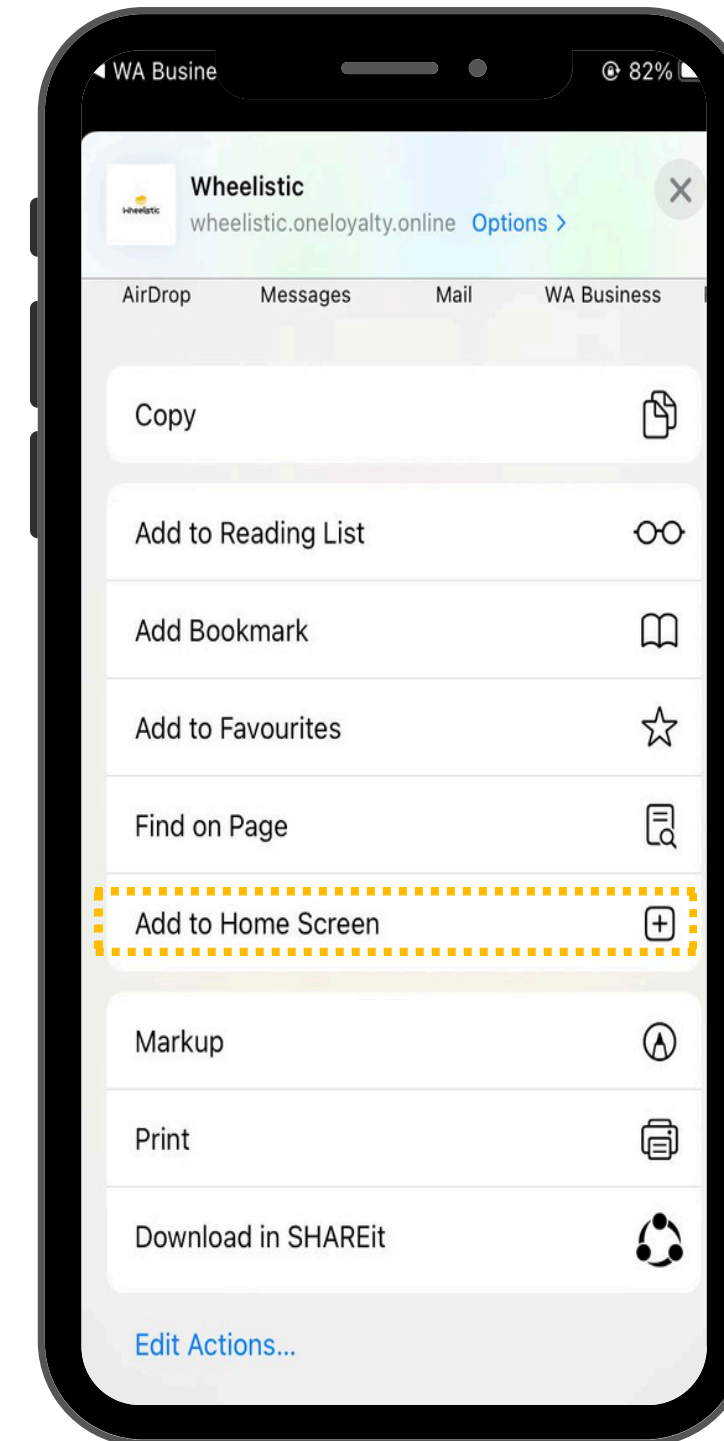 WA Busine
82%
Wheelistic
Wheelistic
wheelistic.oneloyalty.online Options >
AirDrop Messages Mail WA Business
Copy
Add to Reading List
Add Bookmark
Add to Favourites
Find on Page
Add to Home Screen
Markup
Print
Download in SHAREit
Edit Actions...